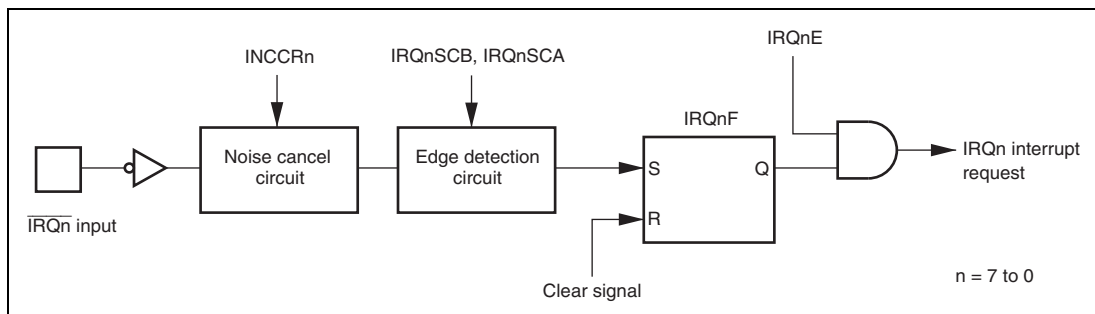 IRQnE
INCCRn
IRQnSCB, IRQnSCA
IRQnF
Noise cancel
circuit
Edge detection
circuit
S
Q
R
IRQn interrupt
request
IRQn input
Clear signal
n = 7 to 0